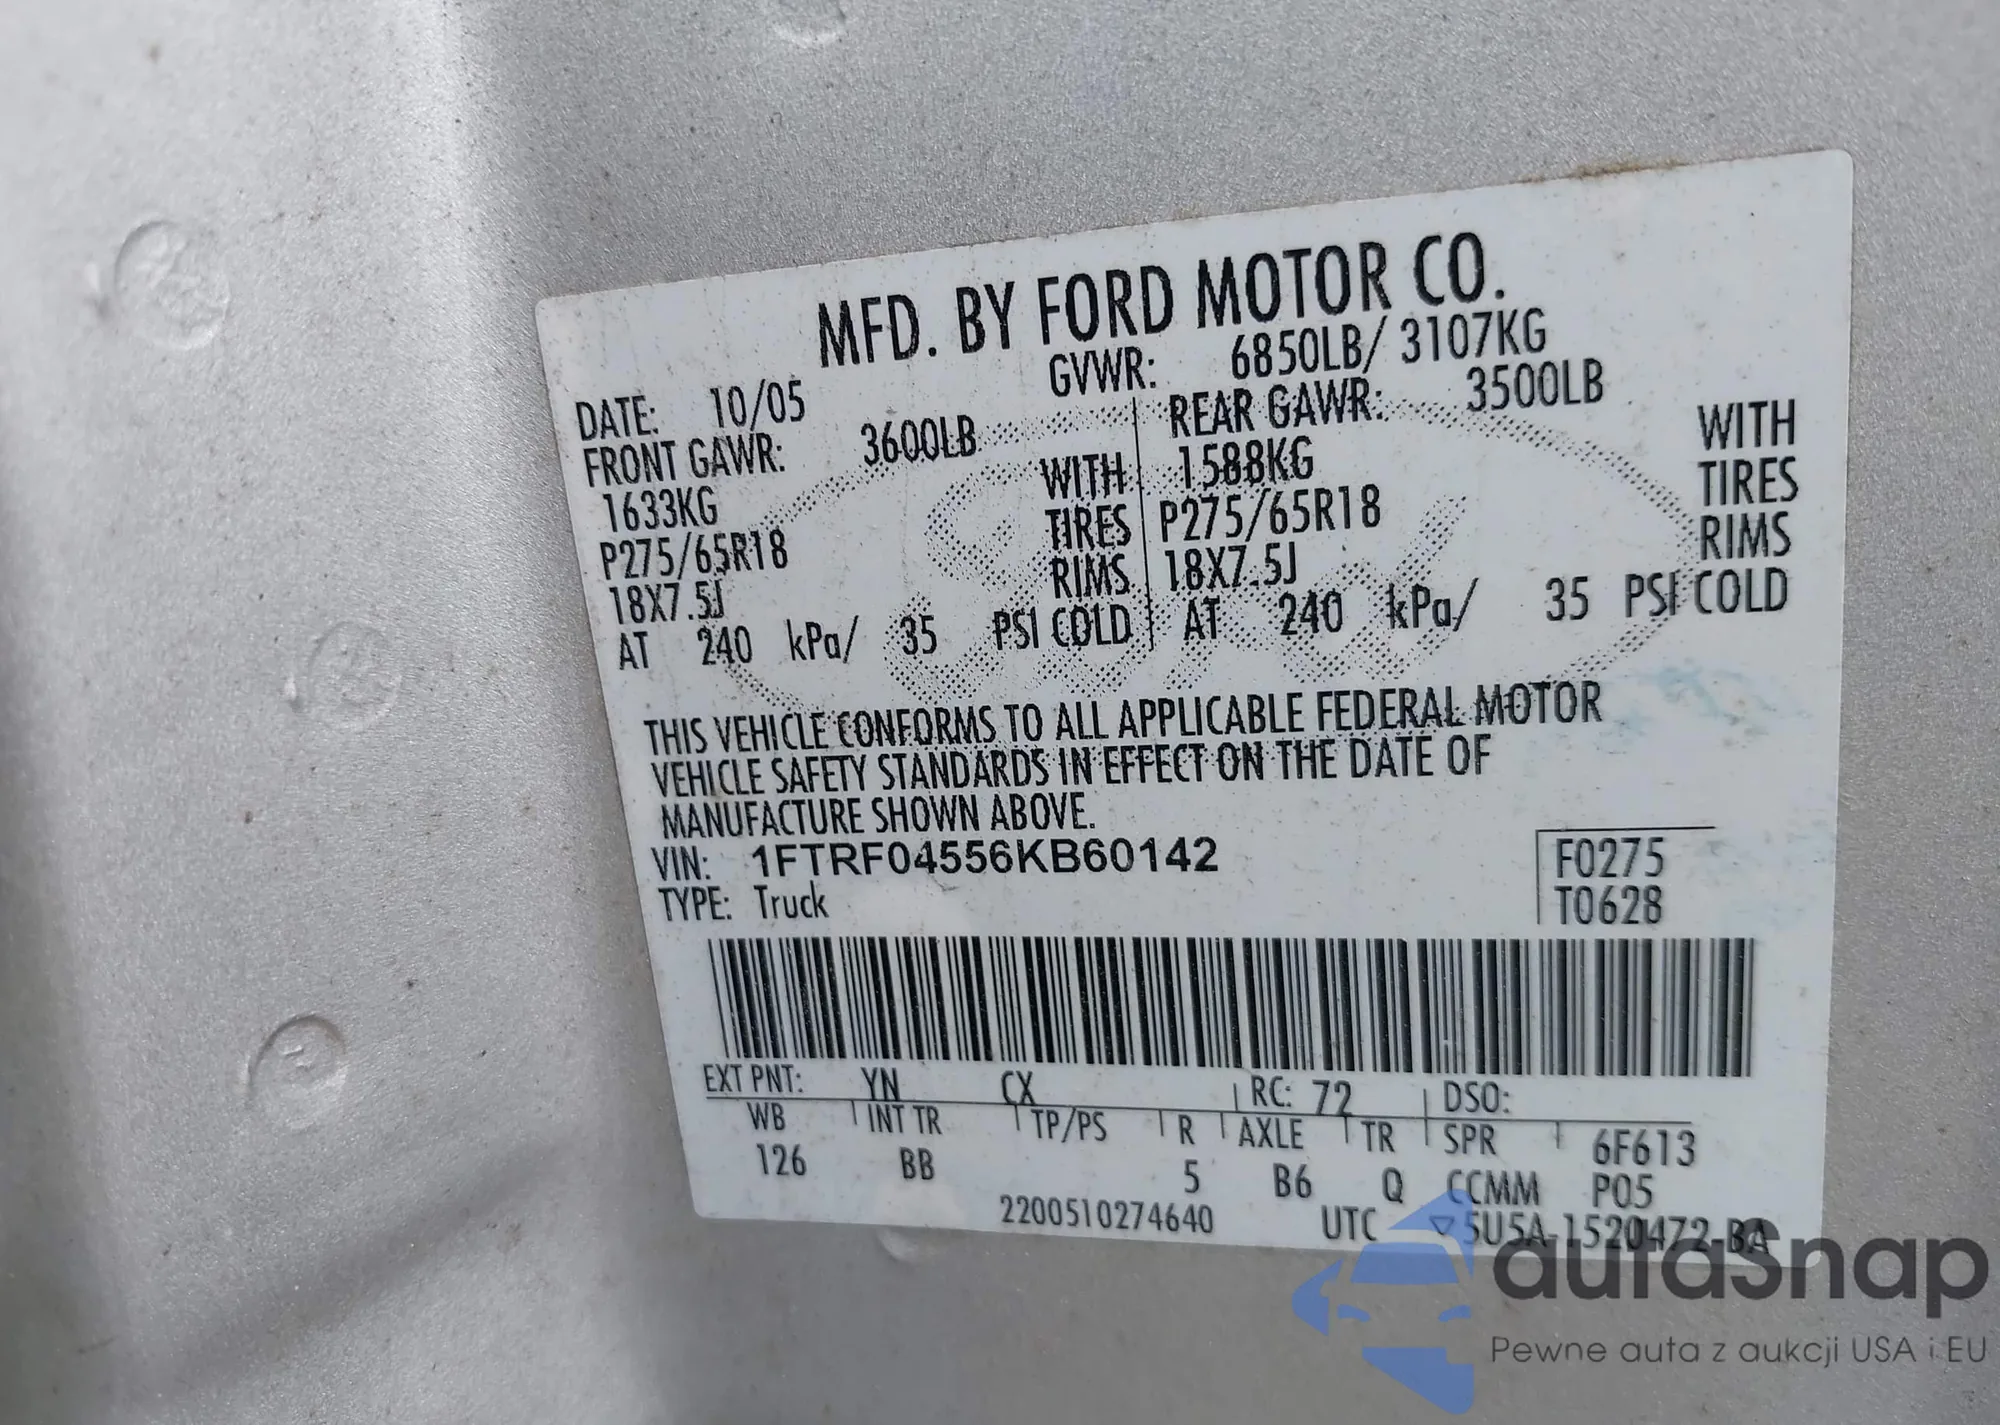 MFD. BY FORD MOTOR CO.
DATE: 10/05 GVWR: 6850LB/ 3107KG
FRONT GAWR: 3600LB REAR GAWR: 3500LB
1633KG WITH 1588KG WITH
P275/65R18 TIRES P275/65R18 TIRES
18X7.5J RIMS 18X7.5J RIMS
AT 240 kPa/ 35 PSI COLD AT 240 kPa/ 35 PSI COLD
THIS VEHICLE CONFORMS TO ALL APPLICABLE FEDERAL MOTOR
VEHICLE SAFETY STANDARDS IN EFFECT ON THE DATE OF
MANUFACTURE SHOWN ABOVE.
VIN: 1FTRF04556KB60142 F0275
TYPE: Truck T0628
EXT PNT: YN CX RC: 72 DSO:
WB INT TR TP/PS R AXLE TR SPR 6F613
126 BB 5 B6 Q CCMM P05
2200510274640 UTC ▽5U5A-1520472-BA
autaSnap
Pewne auta z aukcji USA i EU